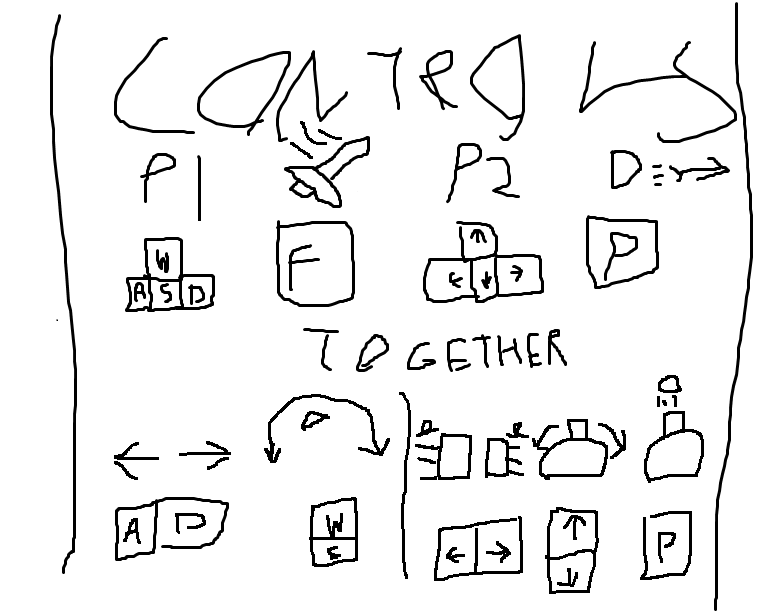 CONTROLS
P1 P2
W
A S D F ↑ ← ↓ → P
TOGETHER
A D W S ← → ↑ ↓ P